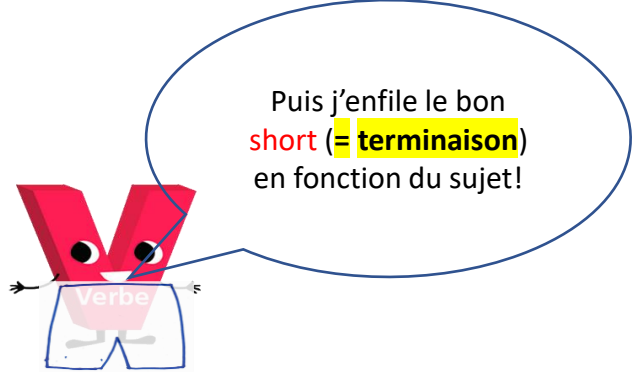 Puis j'enfile le bon
short (= terminaison)
en fonction du sujet!
Verbe